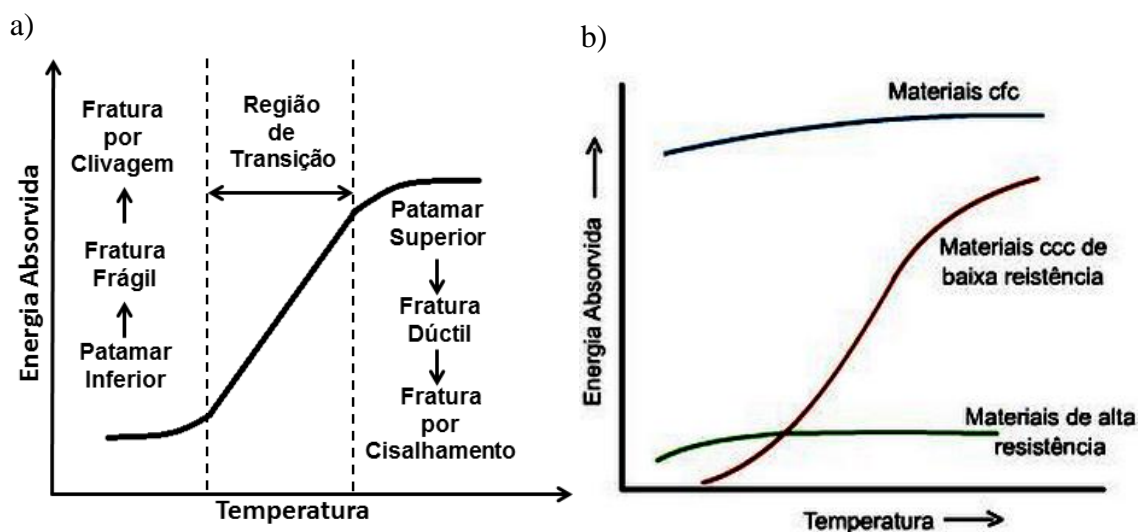 a)
Fratura
por
Clivagem
Fratura
Frágil
Patamar
Inferior
Região
de
Transição
Patamar
Superior
Fratura
Dúctil
Fratura
por
Cisalhamento
Energia Absorvida
Temperatura
b)
Materiais cfc
Materiais ccc de
baixa reistência
Materiais de alta
resistência
Energia Absorvida
Temperatura